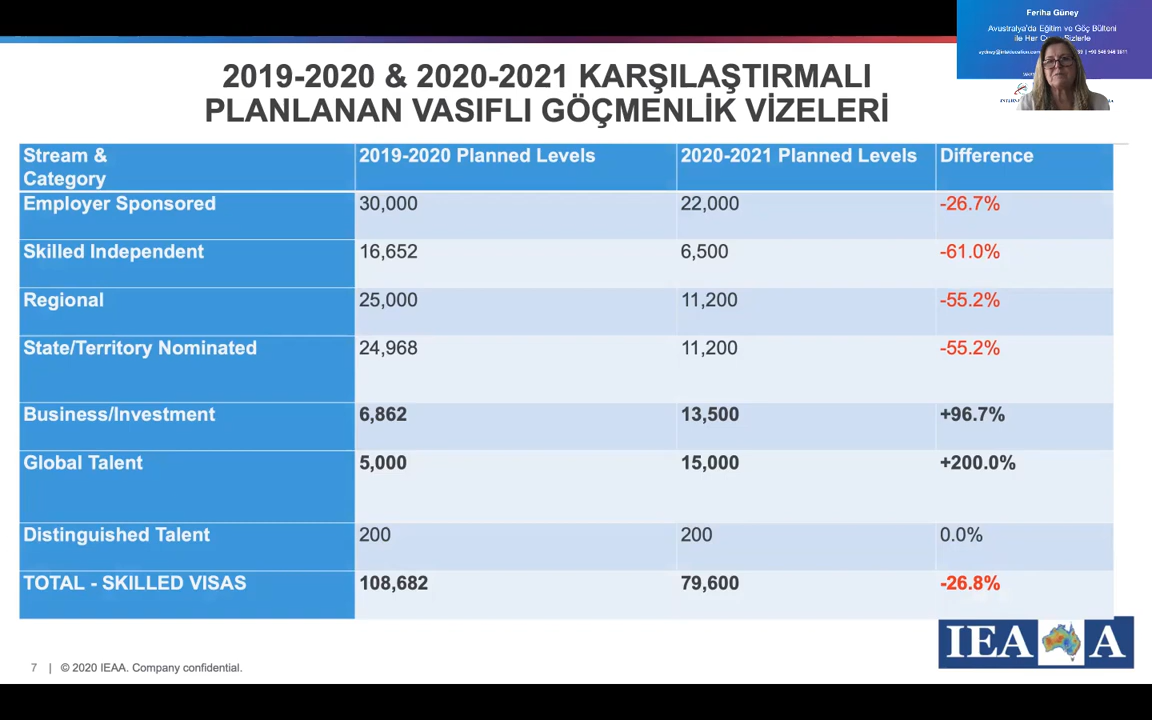 Feriha Güney
Avustralya'da Eğitim ve Göç Bülteni
ile Her Sizlerle
2019-2020 & 2020-2021 KARŞILAŞTIRMALI
PLANLANAN VASIFLI GÖÇMENLİK VİZELERİ
Stream & Category 2019-2020 Planned Levels 2020-2021 Planned Levels Difference
Employer Sponsored 30,000 22,000 -26.7%
Skilled Independent 16,652 6,500 -61.0%
Regional 25,000 11,200 -55.2%
State/Territory Nominated 24,968 11,200 -55.2%
Business/Investment 6,862 13,500 +96.7%
Global Talent 5,000 15,000 +200.0%
Distinguished Talent 200 200 0.0%
TOTAL - SKILLED VISAS 108,682 79,600 -26.8%
IEAA
7 | © 2020 IEAA. Company confidential.